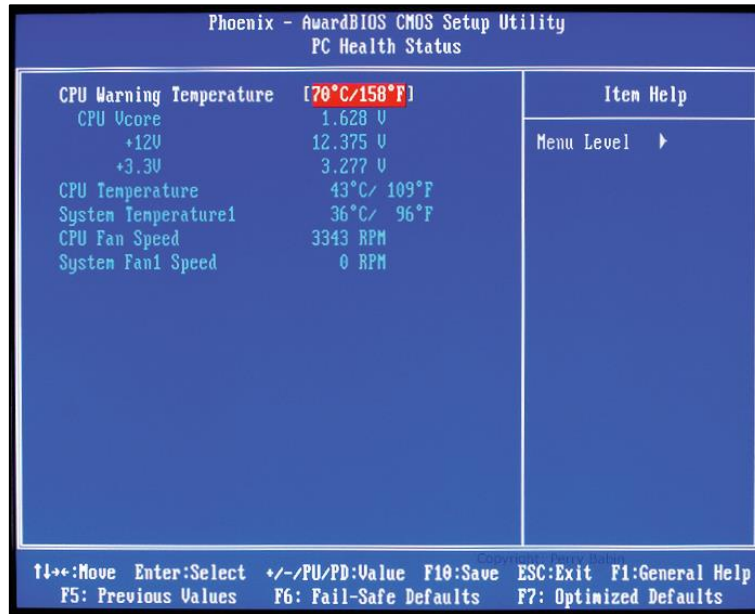 Phoenix - AwardBIOS CMOS Setup Utility
PC Health Status
CPU Warning Temperature [70°C/158°F]
CPU Vcore 1.628 V
+12V 12.375 V
+3.3V 3.277 V
CPU Temperature 43°C/ 109°F
System Temperature1 36°C/ 96°F
CPU Fan Speed 3343 RPM
System Fan1 Speed 0 RPM
Item Help
Menu Level
Copyright: Perry Babin
↑↓→←:Move Enter:Select +/-/PU/PD:Value F10:Save ESC:Exit F1:General Help
F5: Previous Values F6: Fail-Safe Defaults F7: Optimized Defaults